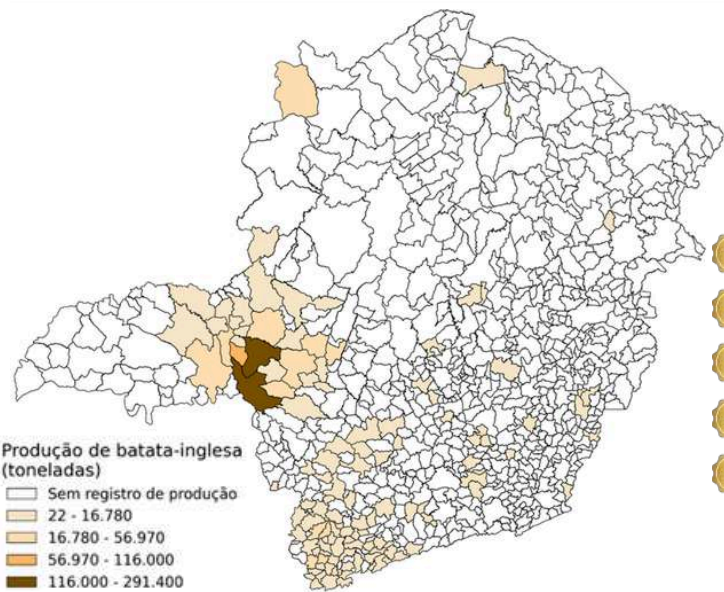 Produção de batata-inglesa
(toneladas)
Sem registro de produção
22 - 16.780
16.780 - 56.970
56.970 - 116.000
116.000 - 291.400